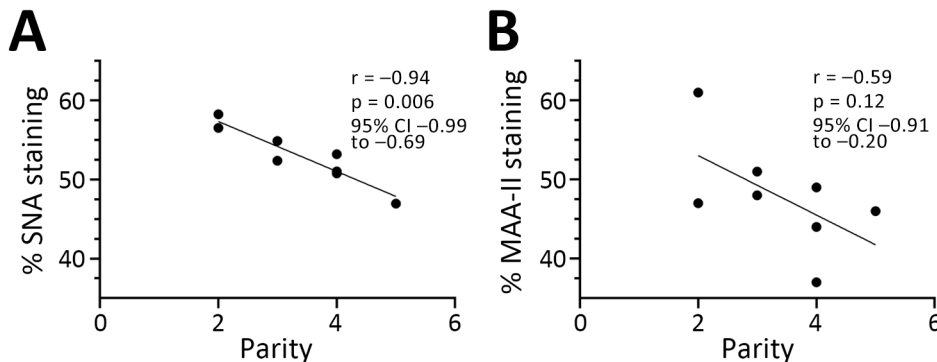 A
% SNA staining
60
50
40
r = –0.94
p = 0.006
95% CI –0.99
to –0.69
0
2
4
6
Parity
B
% MAA-II staining
60
50
40
r = –0.59
p = 0.12
95% CI –0.91
to –0.20
0
2
4
6
Parity